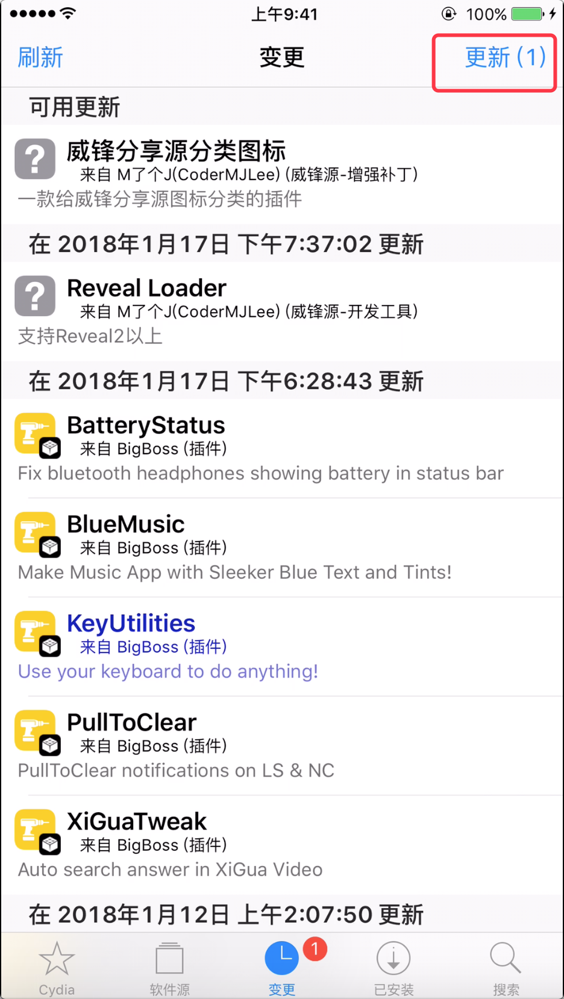 上午9:41
100%
刷新
变更
更新 (1)
可用更新
威锋分享源分类图标
来自 M了个J(CoderMJLee) (威锋源-增强补丁)
一款给威锋分享源图标分类的插件
在 2018年1月17日 下午7:37:02 更新
Reveal Loader
来自 M了个J(CoderMJLee) (威锋源-开发工具)
支持Reveal2以上
在 2018年1月17日 下午6:28:43 更新
BatteryStatus
来自 BigBoss (插件)
Fix bluetooth headphones showing battery in status bar
BlueMusic
来自 BigBoss (插件)
Make Music App with Sleeker Blue Text and Tints!
KeyUtilities
来自 BigBoss (插件)
Use your keyboard to do anything!
PullToClear
来自 BigBoss (插件)
PullToClear notifications on LS & NC
XiGuaTweak
来自 BigBoss (插件)
Auto search answer in XiGua Video
在 2018年1月12日 上午2:07:50 更新
1
Cydia
软件源
变更
已安装
搜索